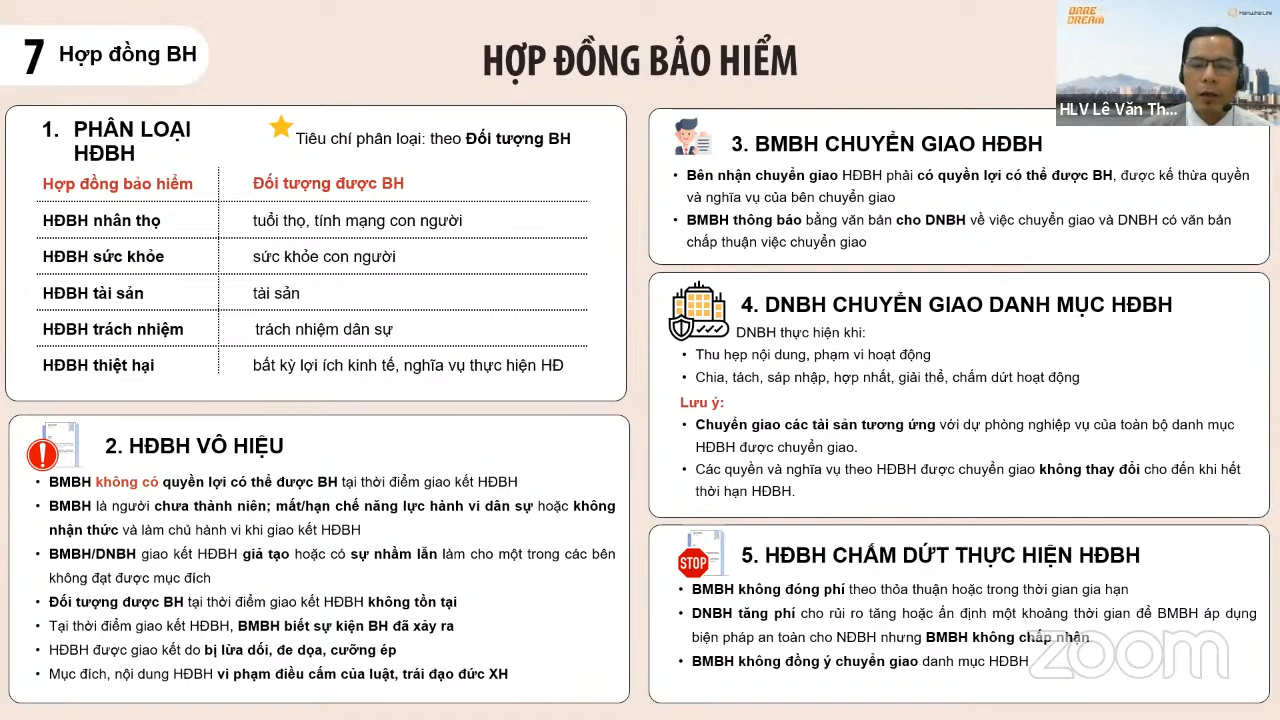 7 Hợp đồng BH
HỢP ĐỒNG BẢO HIỂM
DARE
DREAM
Hanwha Life
HLV Lê Văn Th...
1. PHÂN LOẠI
HĐBH
Tiêu chí phân loại: theo Đối tượng BH
Hợp đồng bảo hiểm Đối tượng được BH
HĐBH nhân thọ tuổi thọ, tính mạng con người
HĐBH sức khỏe sức khỏe con người
HĐBH tài sản tài sản
HĐBH trách nhiệm trách nhiệm dân sự
HĐBH thiệt hại bất kỳ lợi ích kinh tế, nghĩa vụ thực hiện HĐ
2. HĐBH VÔ HIỆU
• BMBH không có quyền lợi có thể được BH tại thời điểm giao kết HĐBH
• BMBH là người chưa thành niên; mất/hạn chế năng lực hành vi dân sự hoặc không
nhận thức và làm chủ hành vi khi giao kết HĐBH
• BMBH/DNBH giao kết HĐBH giả tạo hoặc có sự nhầm lẫn làm cho một trong các bên
không đạt được mục đích
• Đối tượng được BH tại thời điểm giao kết HĐBH không tồn tại
• Tại thời điểm giao kết HĐBH, BMBH biết sự kiện BH đã xảy ra
• HĐBH được giao kết do bị lừa dối, đe dọa, cưỡng ép
• Mục đích, nội dung HĐBH vi phạm điều cấm của luật, trái đạo đức XH
3. BMBH CHUYỂN GIAO HĐBH
• Bên nhận chuyển giao HĐBH phải có quyền lợi có thể được BH, được kế thừa quyền
và nghĩa vụ của bên chuyển giao
• BMBH thông báo bằng văn bản cho DNBH về việc chuyển giao và DNBH có văn bản
chấp thuận việc chuyển giao
4. DNBH CHUYỂN GIAO DANH MỤC HĐBH
DNBH thực hiện khi:
• Thu hẹp nội dung, phạm vi hoạt động
• Chia, tách, sáp nhập, hợp nhất, giải thể, chấm dứt hoạt động
Lưu ý:
• Chuyển giao các tài sản tương ứng với dự phòng nghiệp vụ của toàn bộ danh mục
HĐBH được chuyển giao.
• Các quyền và nghĩa vụ theo HĐBH được chuyển giao không thay đổi cho đến khi hết
thời hạn HĐBH.
STOP
5. HĐBH CHẤM DỨT THỰC HIỆN HĐBH
• BMBH không đóng phí theo thỏa thuận hoặc trong thời gian gia hạn
• DNBH tăng phí cho rủi ro tăng hoặc ấn định một khoảng thời gian để BMBH áp dụng
biện pháp an toàn cho NĐBH nhưng BMBH không chấp nhận
• BMBH không đồng ý chuyển giao danh mục HĐBH
zoom